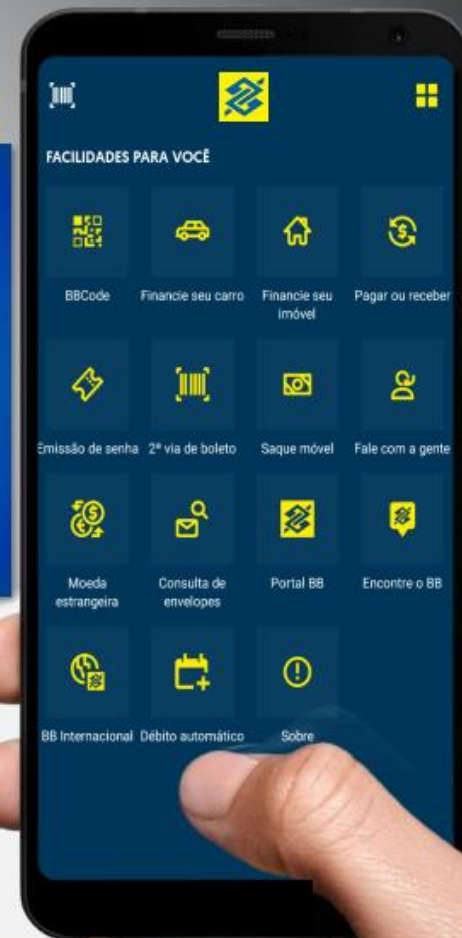 FACILIDADES PARA VOCÊ
BBCode
Financie seu carro
Financie seu
imóvel
Pagar ou receber
Emissão de senha
2ª via de boleto
Saque móvel
Fale com a gente
Moeda
estrangeira
Consulta de
envelopes
Portal BB
Encontre o BB
BB Internacional
Débito automático
Sobre